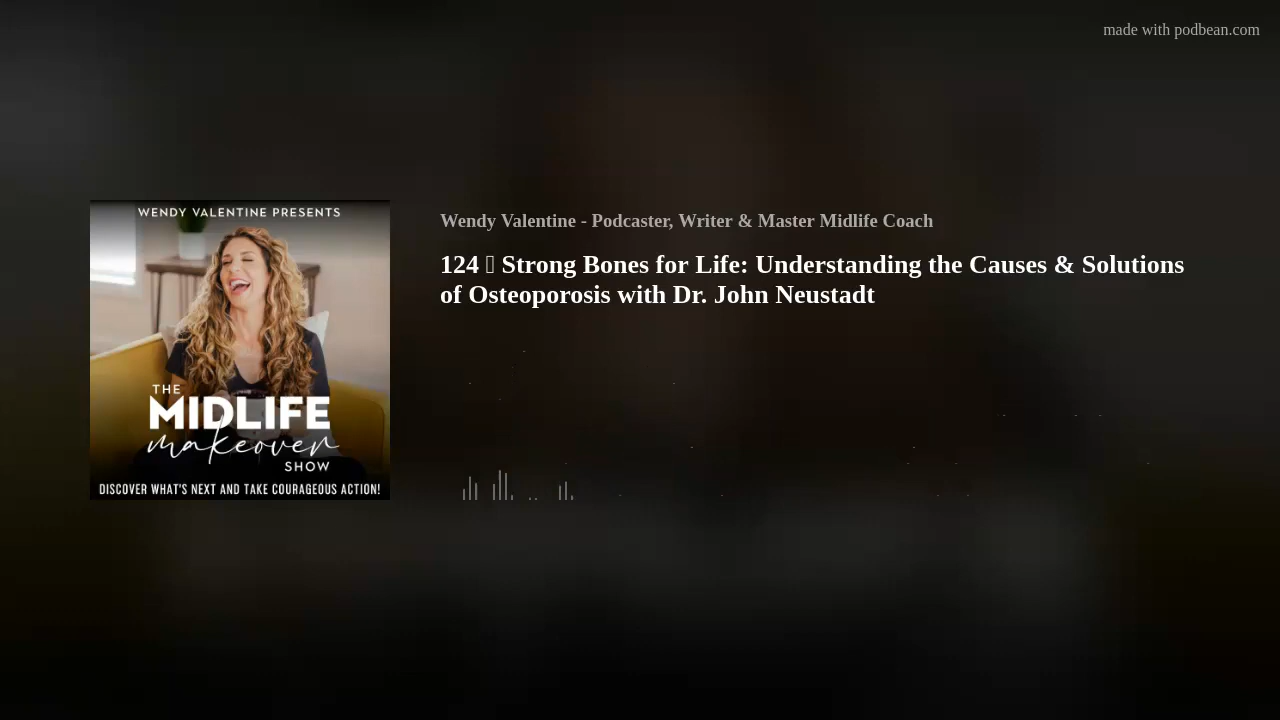 made with podbean.com
WENDY VALENTINE PRESENTS
THE
MIDLIFE
makeover
SHOW
DISCOVER WHAT'S NEXT AND TAKE COURAGEOUS ACTION!
Wendy Valentine - Podcaster, Writer & Master Midlife Coach
124 ▯ Strong Bones for Life: Understanding the Causes & Solutions
of Osteoporosis with Dr. John Neustadt